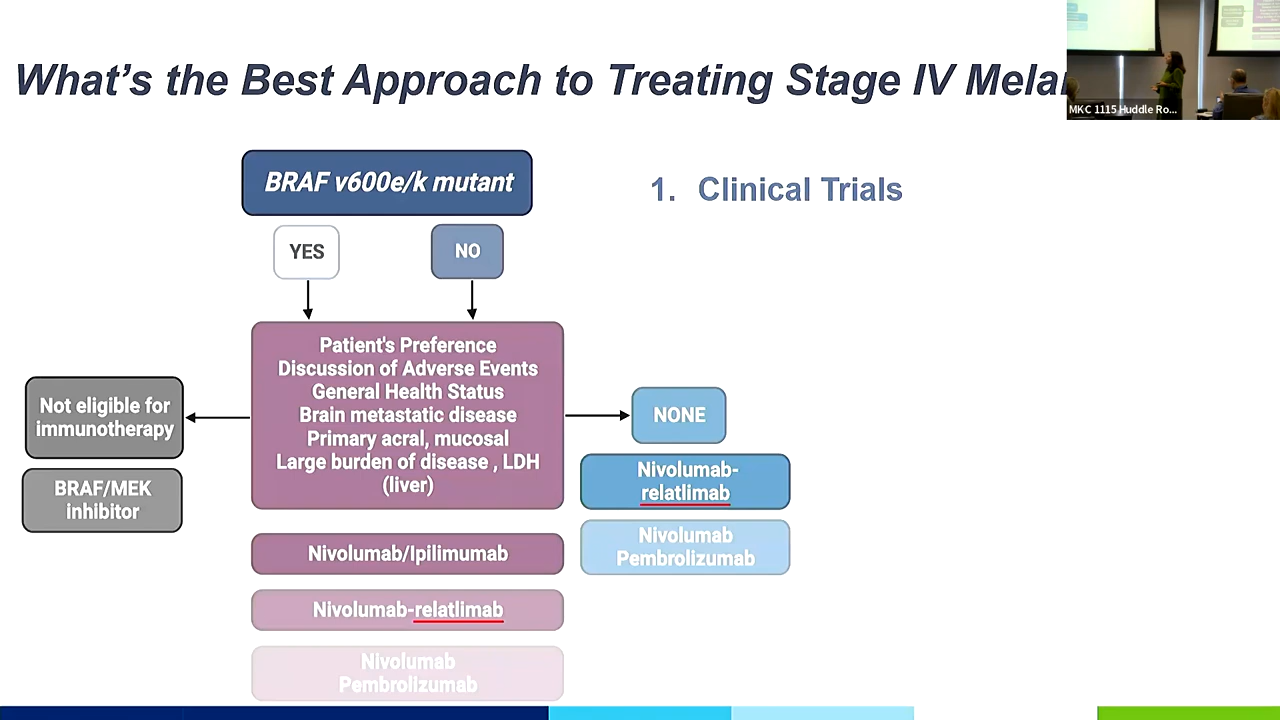 What's the Best Approach to Treating Stage IV Mela
MKC 1115 Huddle Ro...
BRAF v600e/k mutant
1. Clinical Trials
YES
NO
Patient's Preference
Discussion of Adverse Events
General Health Status
Brain metastatic disease
Primary acral, mucosal
Large burden of disease , LDH
(liver)
Not eligible for
immunotherapy
BRAF/MEK
inhibitor
NONE
Nivolumab-
relatlimab
Nivolumab
Pembrolizumab
Nivolumab/Ipilimumab
Nivolumab-relatlimab
Nivolumab
Pembrolizumab